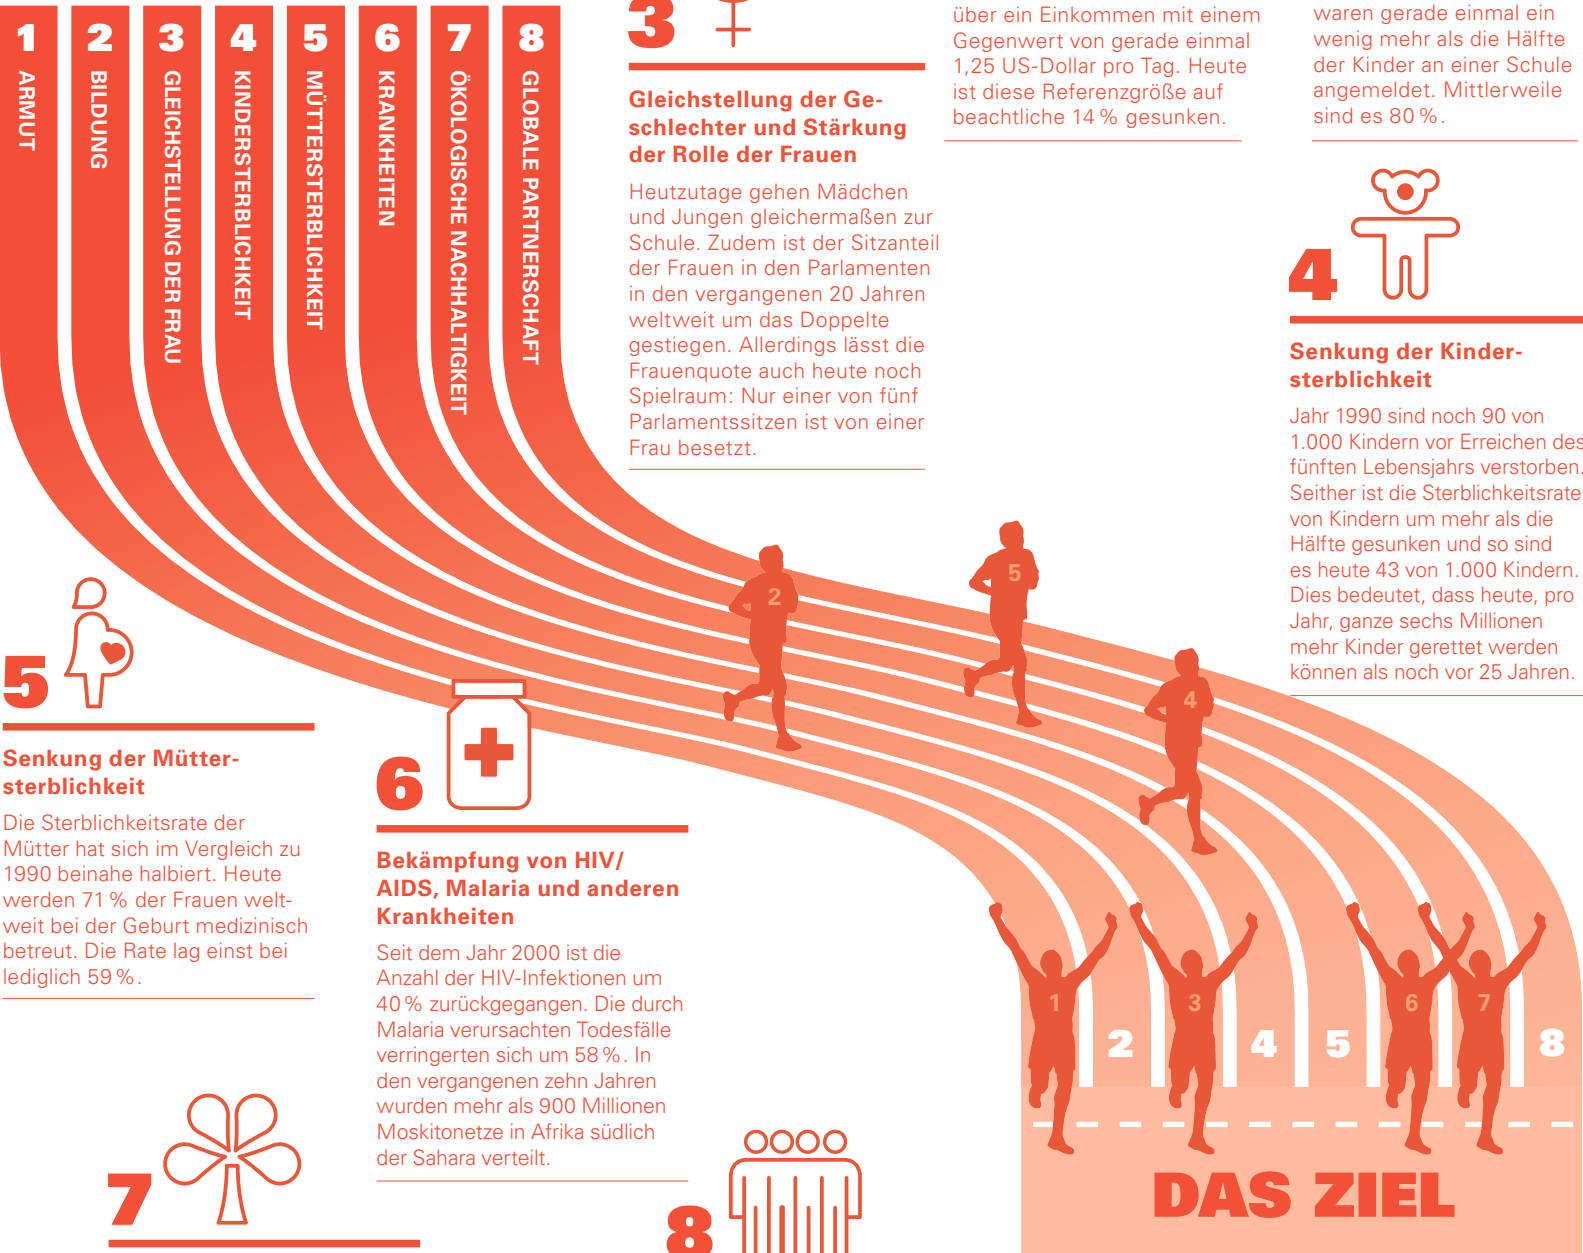 1 ARMUT
2 BILDUNG
3 GLEICHSTELLUNG DER FRAU
4 KINDERSTERBLICHKEIT
5 MÜTTERSTERBLICHKEIT
6 KRANKHEITEN
7 ÖKOLOGISCHE NACHHALTIGKEIT
8 GLOBALE PARTNERSCHAFT
über ein Einkommen mit einem
Gegenwert von gerade einmal
1,25 US-Dollar pro Tag. Heute
ist diese Referenzgröße auf
beachtliche 14 % gesunken.
waren gerade einmal ein
wenig mehr als die Hälfte
der Kinder an einer Schule
angemeldet. Mittlerweile
sind es 80 %.
3
Gleichstellung der Ge-
schlechter und Stärkung
der Rolle der Frauen
Heutzutage gehen Mädchen
und Jungen gleichermaßen zur
Schule. Zudem ist der Sitzanteil
der Frauen in den Parlamenten
in den vergangenen 20 Jahren
weltweit um das Doppelte
gestiegen. Allerdings lässt die
Frauenquote auch heute noch
Spielraum: Nur einer von fünf
Parlamentssitzen ist von einer
Frau besetzt.
4
Senkung der Kinder-
sterblichkeit
Jahr 1990 sind noch 90 von
1.000 Kindern vor Erreichen des
fünften Lebensjahrs verstorben.
Seither ist die Sterblichkeitsrate
von Kindern um mehr als die
Hälfte gesunken und so sind
es heute 43 von 1.000 Kindern.
Dies bedeutet, dass heute, pro
Jahr, ganze sechs Millionen
mehr Kinder gerettet werden
können als noch vor 25 Jahren.
5
Senkung der Mütter-
sterblichkeit
Die Sterblichkeitsrate der
Mütter hat sich im Vergleich zu
1990 beinahe halbiert. Heute
werden 71 % der Frauen welt-
weit bei der Geburt medizinisch
betreut. Die Rate lag einst bei
lediglich 59 %.
6
Bekämpfung von HIV/
AIDS, Malaria und anderen
Krankheiten
Seit dem Jahr 2000 ist die
Anzahl der HIV-Infektionen um
40 % zurückgegangen. Die durch
Malaria verursachten Todesfälle
verringerten sich um 58 %. In
den vergangenen zehn Jahren
wurden mehr als 900 Millionen
Moskitonetze in Afrika südlich
der Sahara verteilt.
7
8
2
5
4
1 3 6 7
2 4 5 8
DAS ZIEL